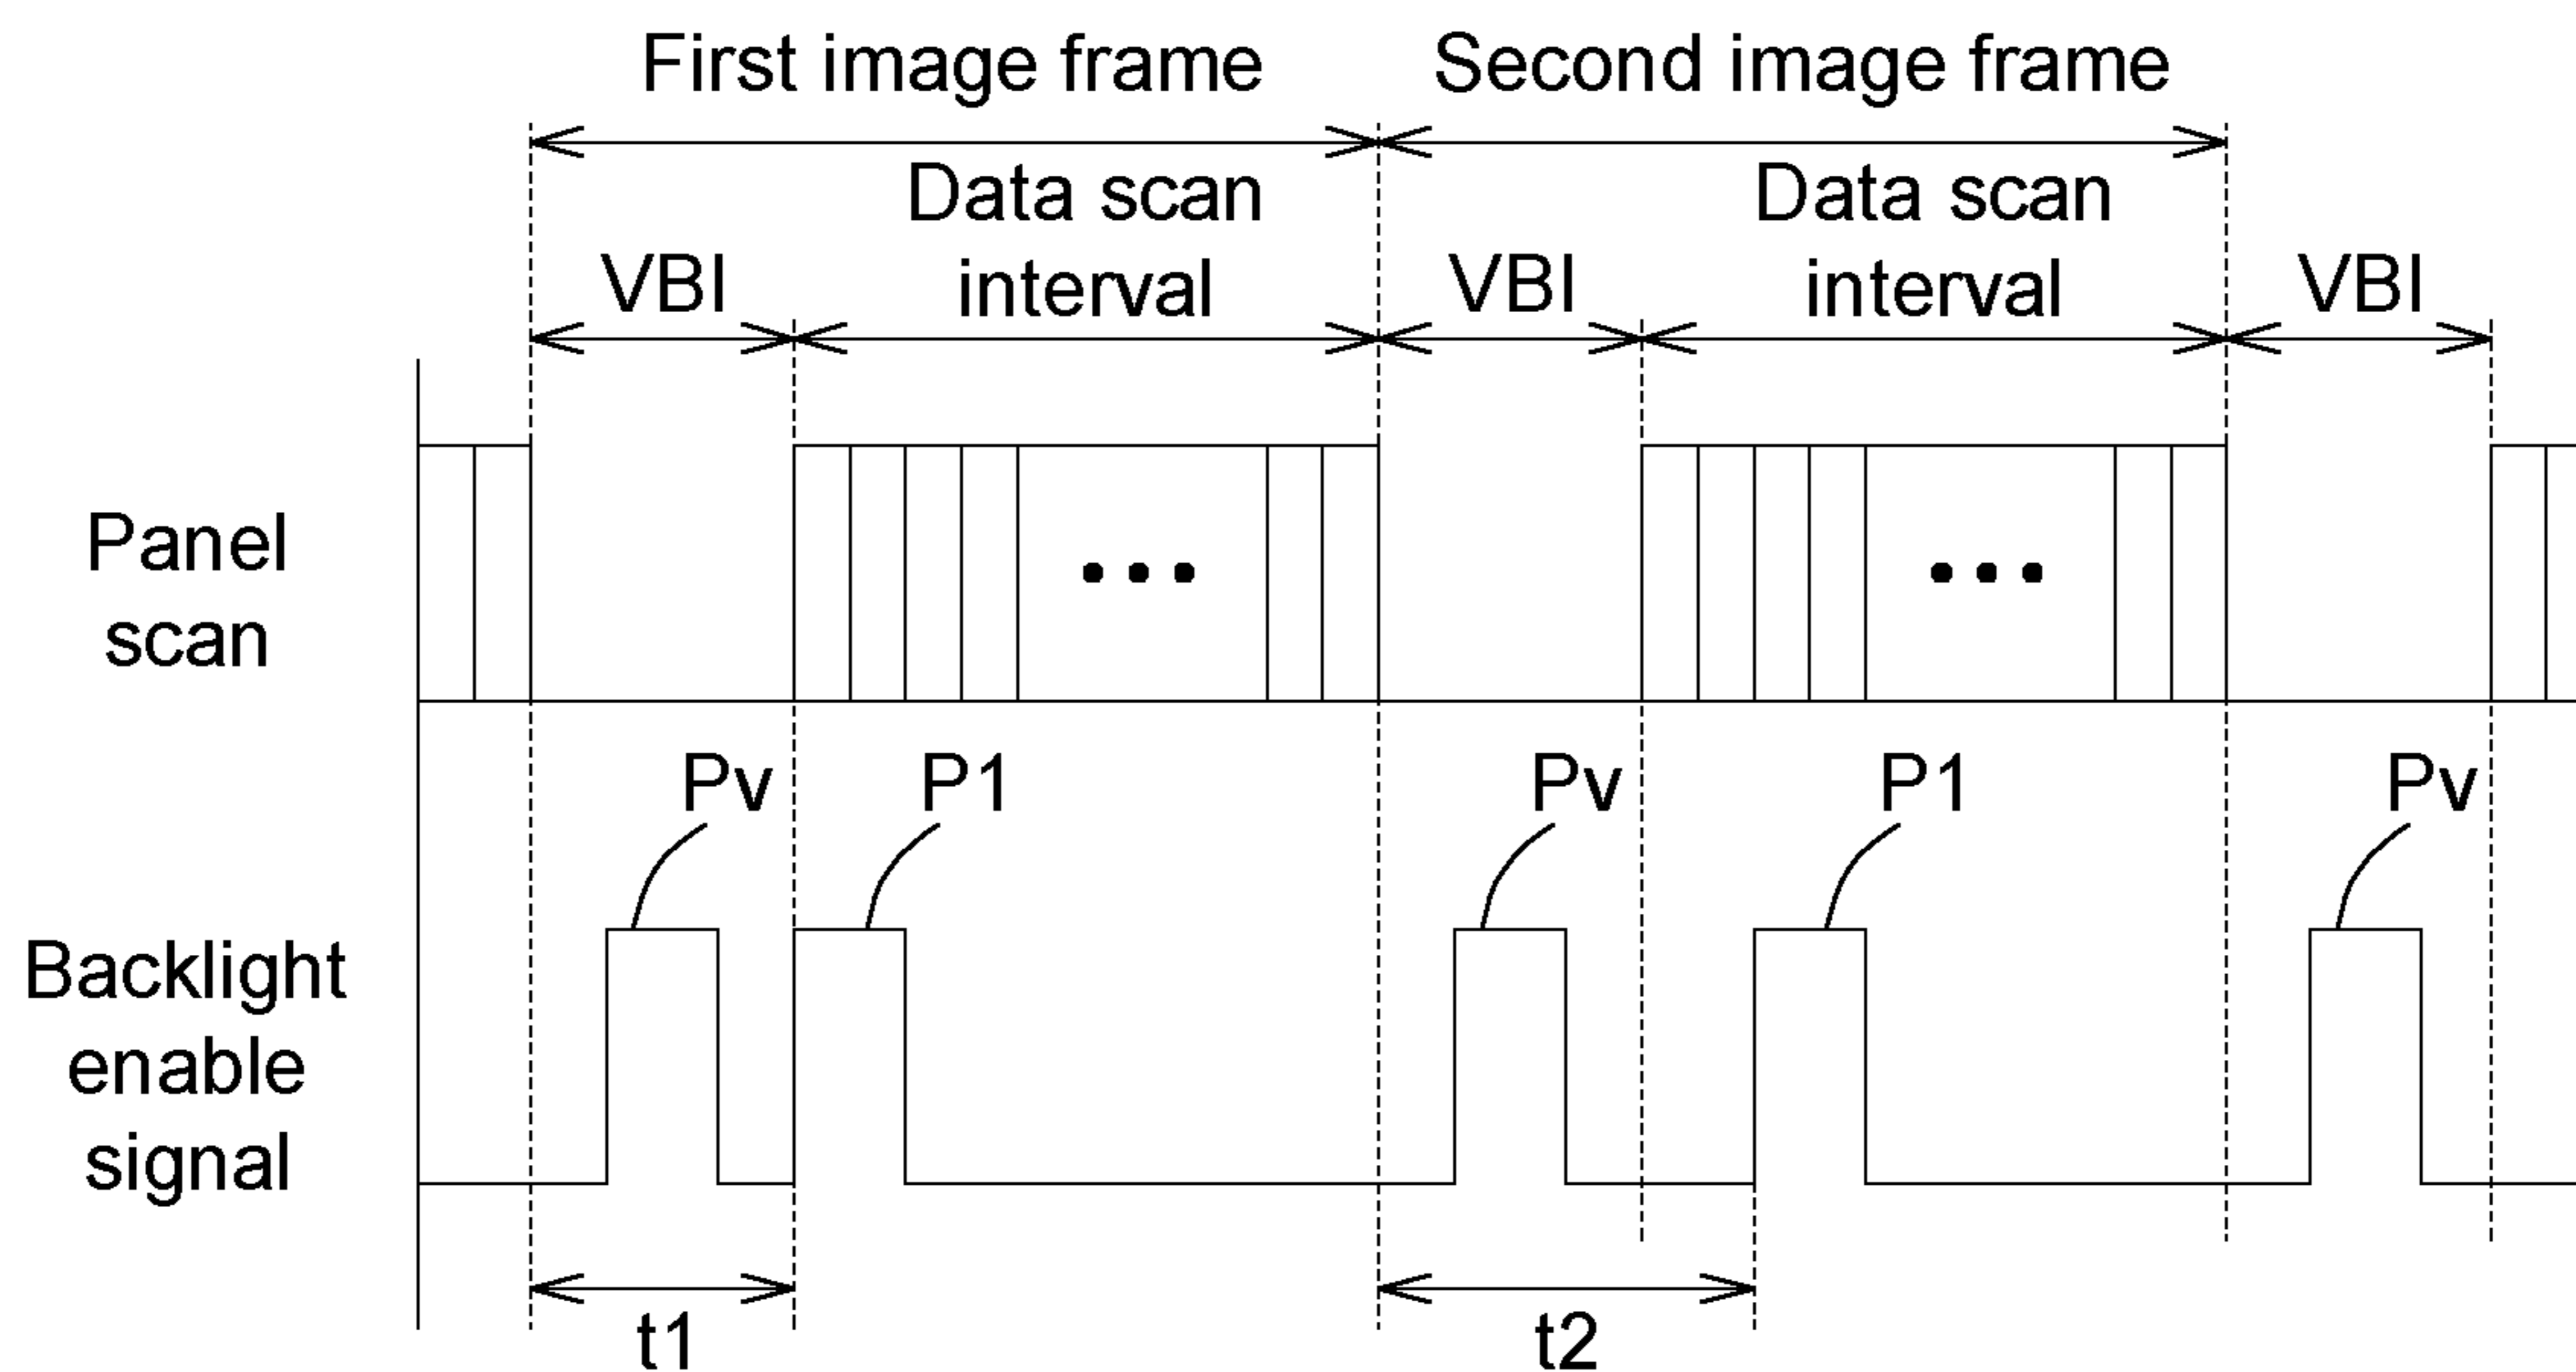 First image frame
Second image frame
Data scan
interval
Data scan
interval
VBI
VBI
VBI
Panel
scan
• • •
• • •
Pv
P1
Pv
P1
Pv
Backlight
enable
signal
t1
t2